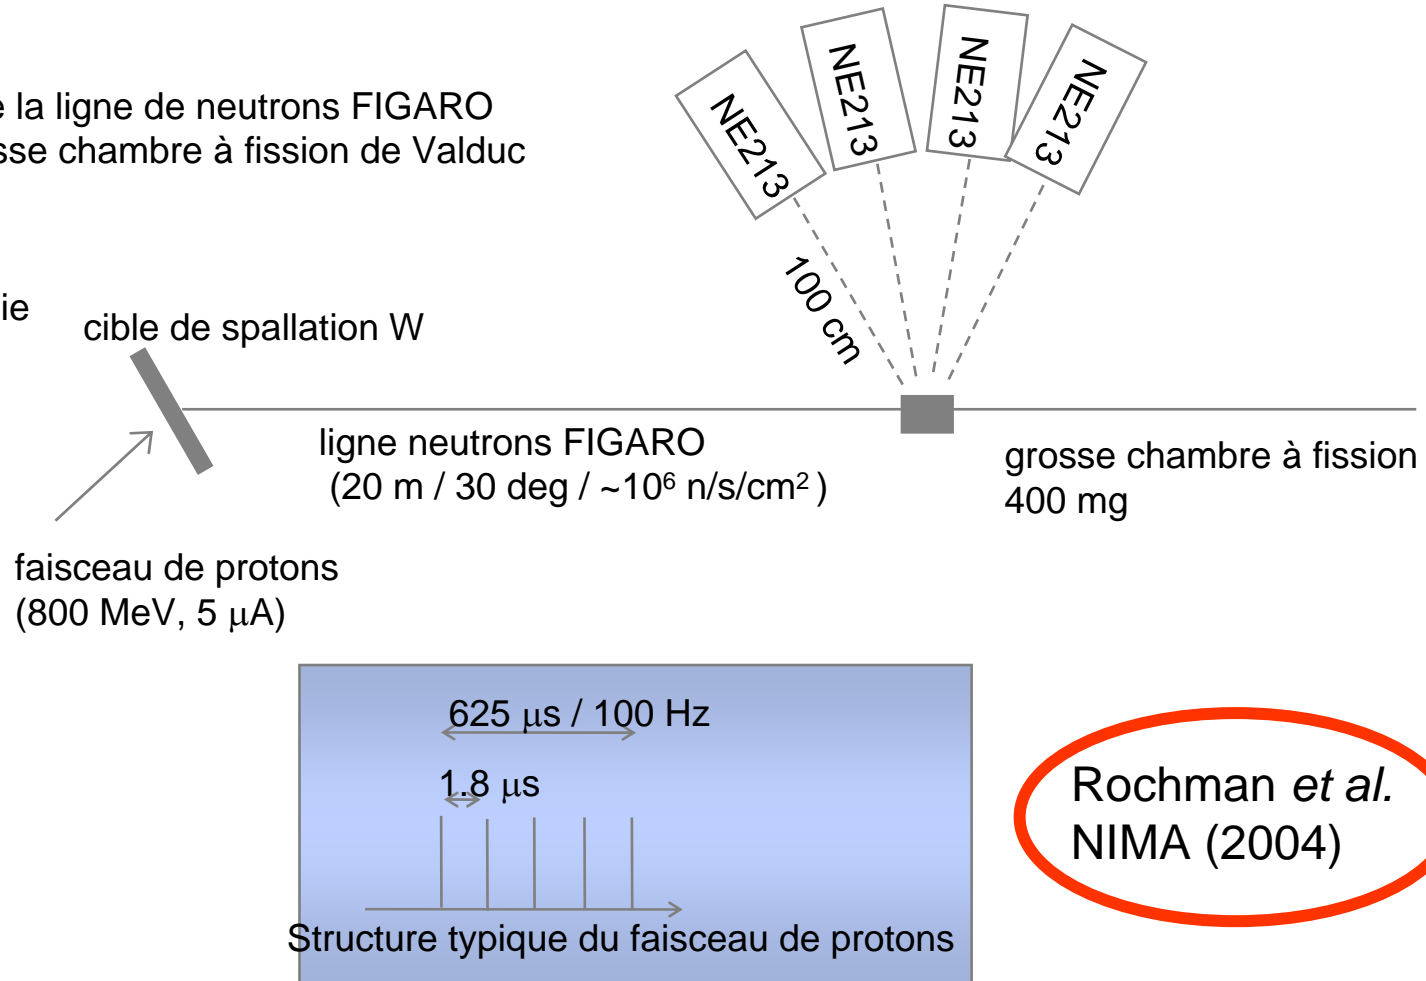 e la ligne de neutrons FIGARO
sse chambre à fission de Valduc
NE213
NE213
NE213
NE213
100 cm
ie
cible de spallation W
ligne neutrons FIGARO
(20 m / 30 deg / ~10⁶ n/s/cm² )
grosse chambre à fission
400 mg
faisceau de protons
(800 MeV, 5 μA)
625 μs / 100 Hz
1.8 μs
Structure typique du faisceau de protons
Rochman et al.
NIMA (2004)